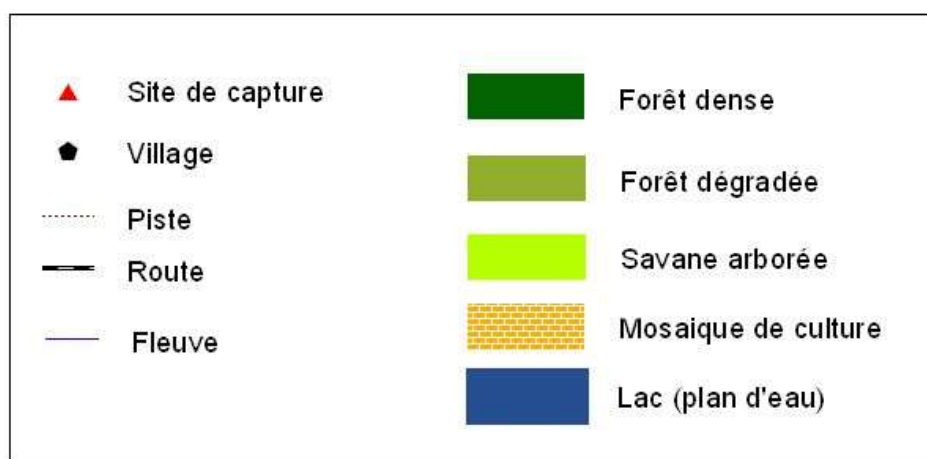 Site de capture
Village
Piste
Route
Fleuve
Forêt dense
Forêt dégradée
Savane arborée
Mosaique de culture
Lac (plan d'eau)